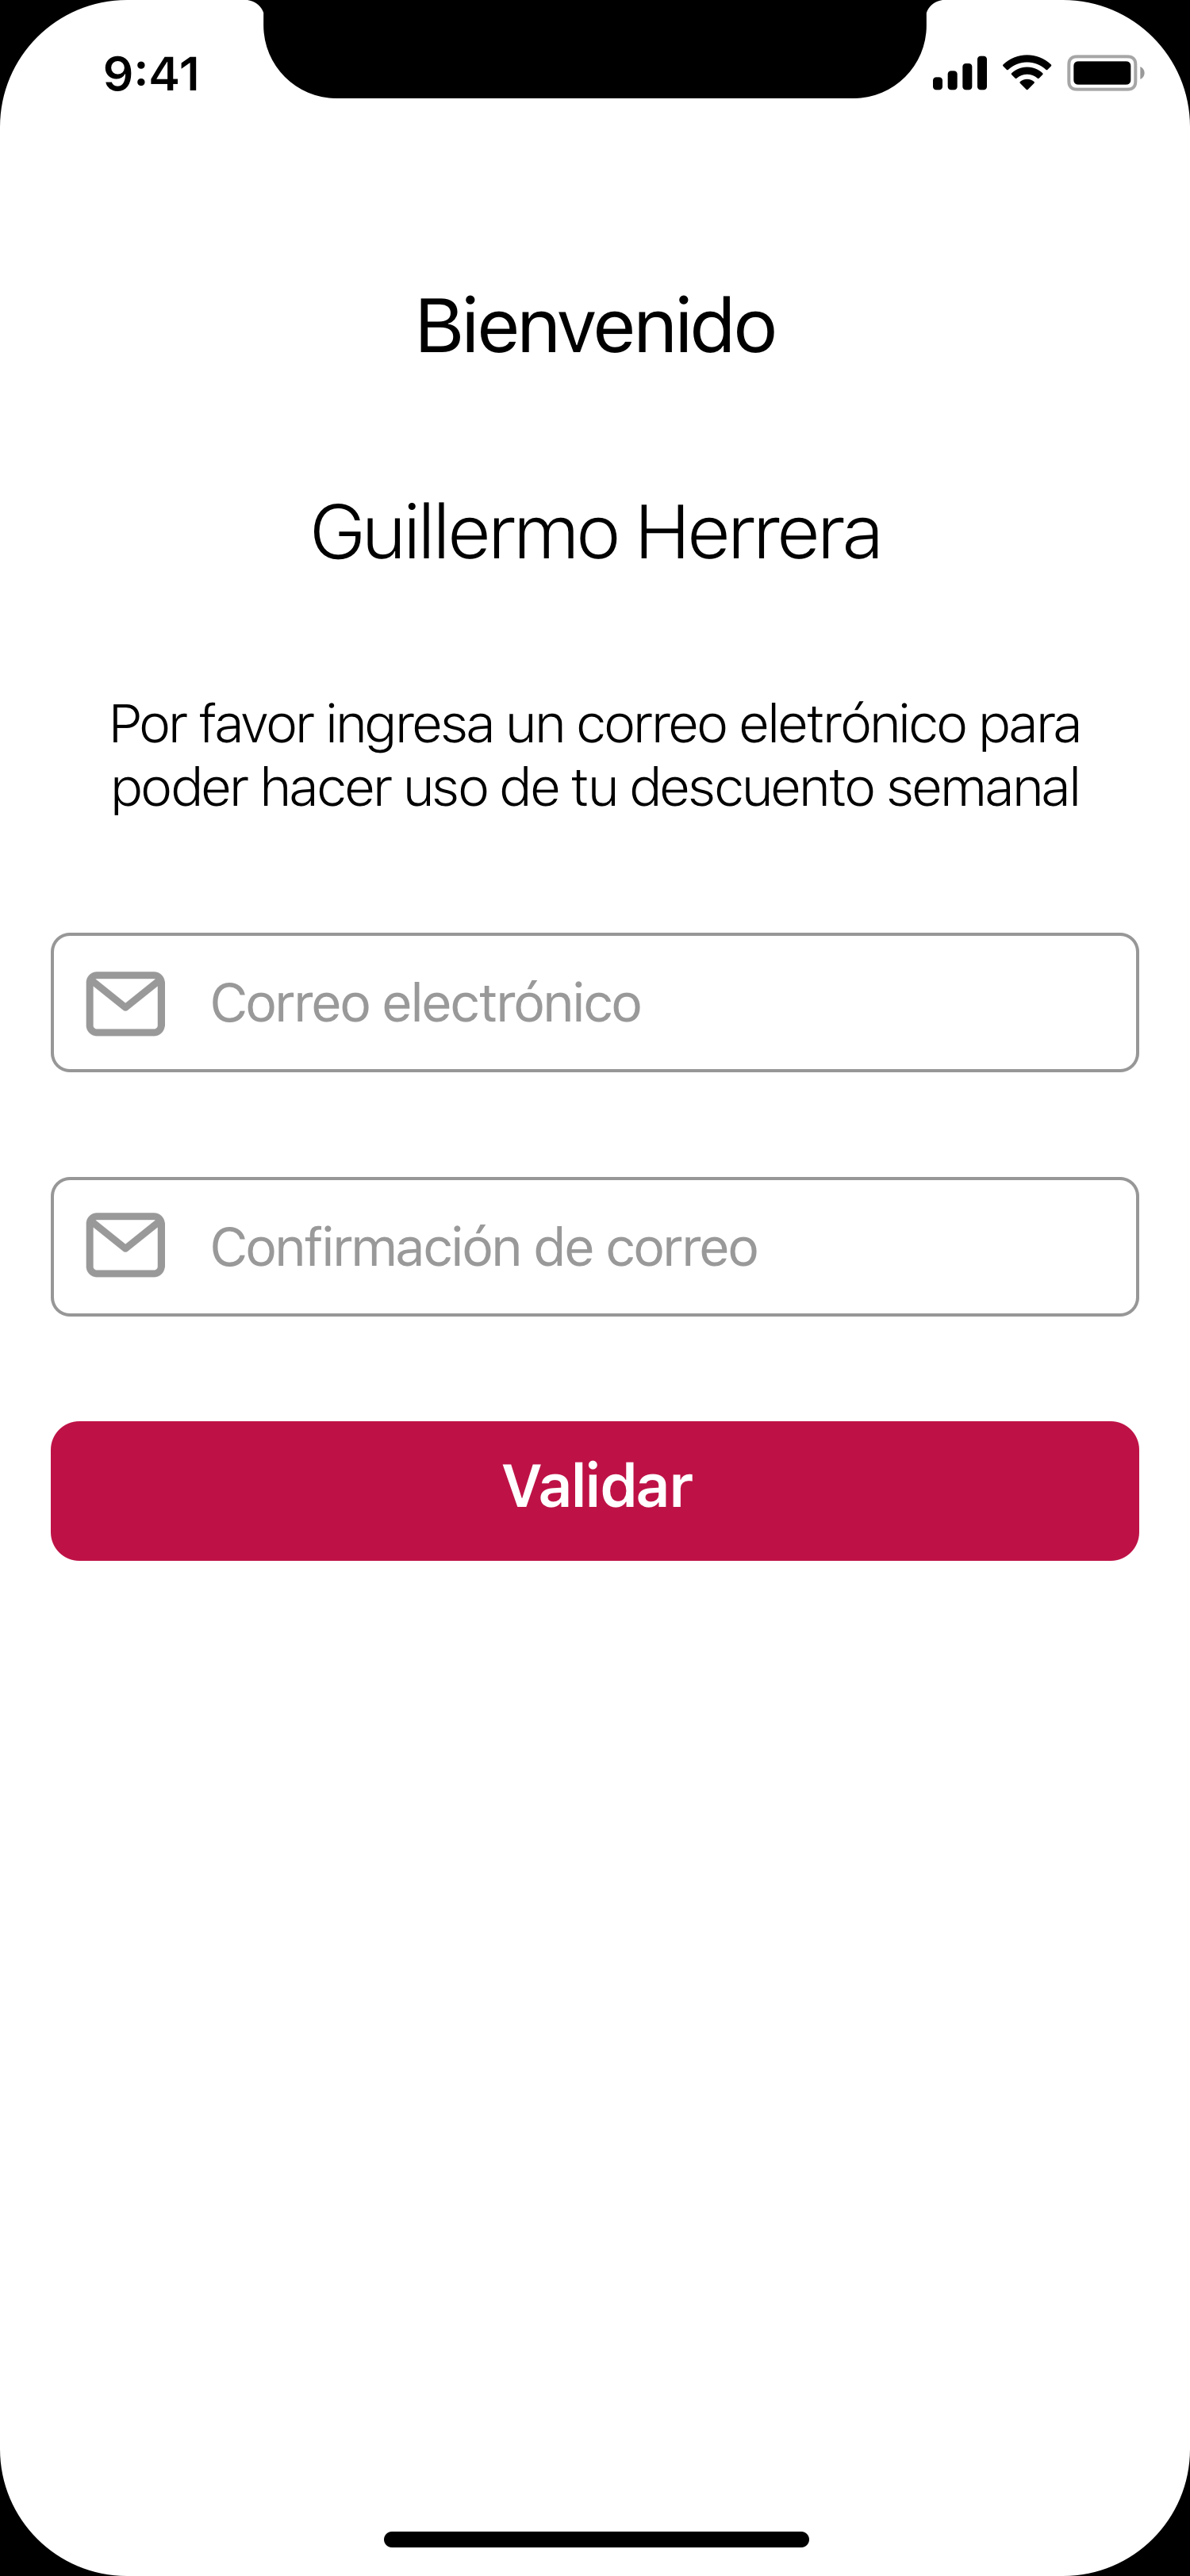 9:41
Bienvenido
Guillermo Herrera
Por favor ingresa un correo eletrónico para
poder hacer uso de tu descuento semanal
Correo electrónico
Confirmación de correo
Validar